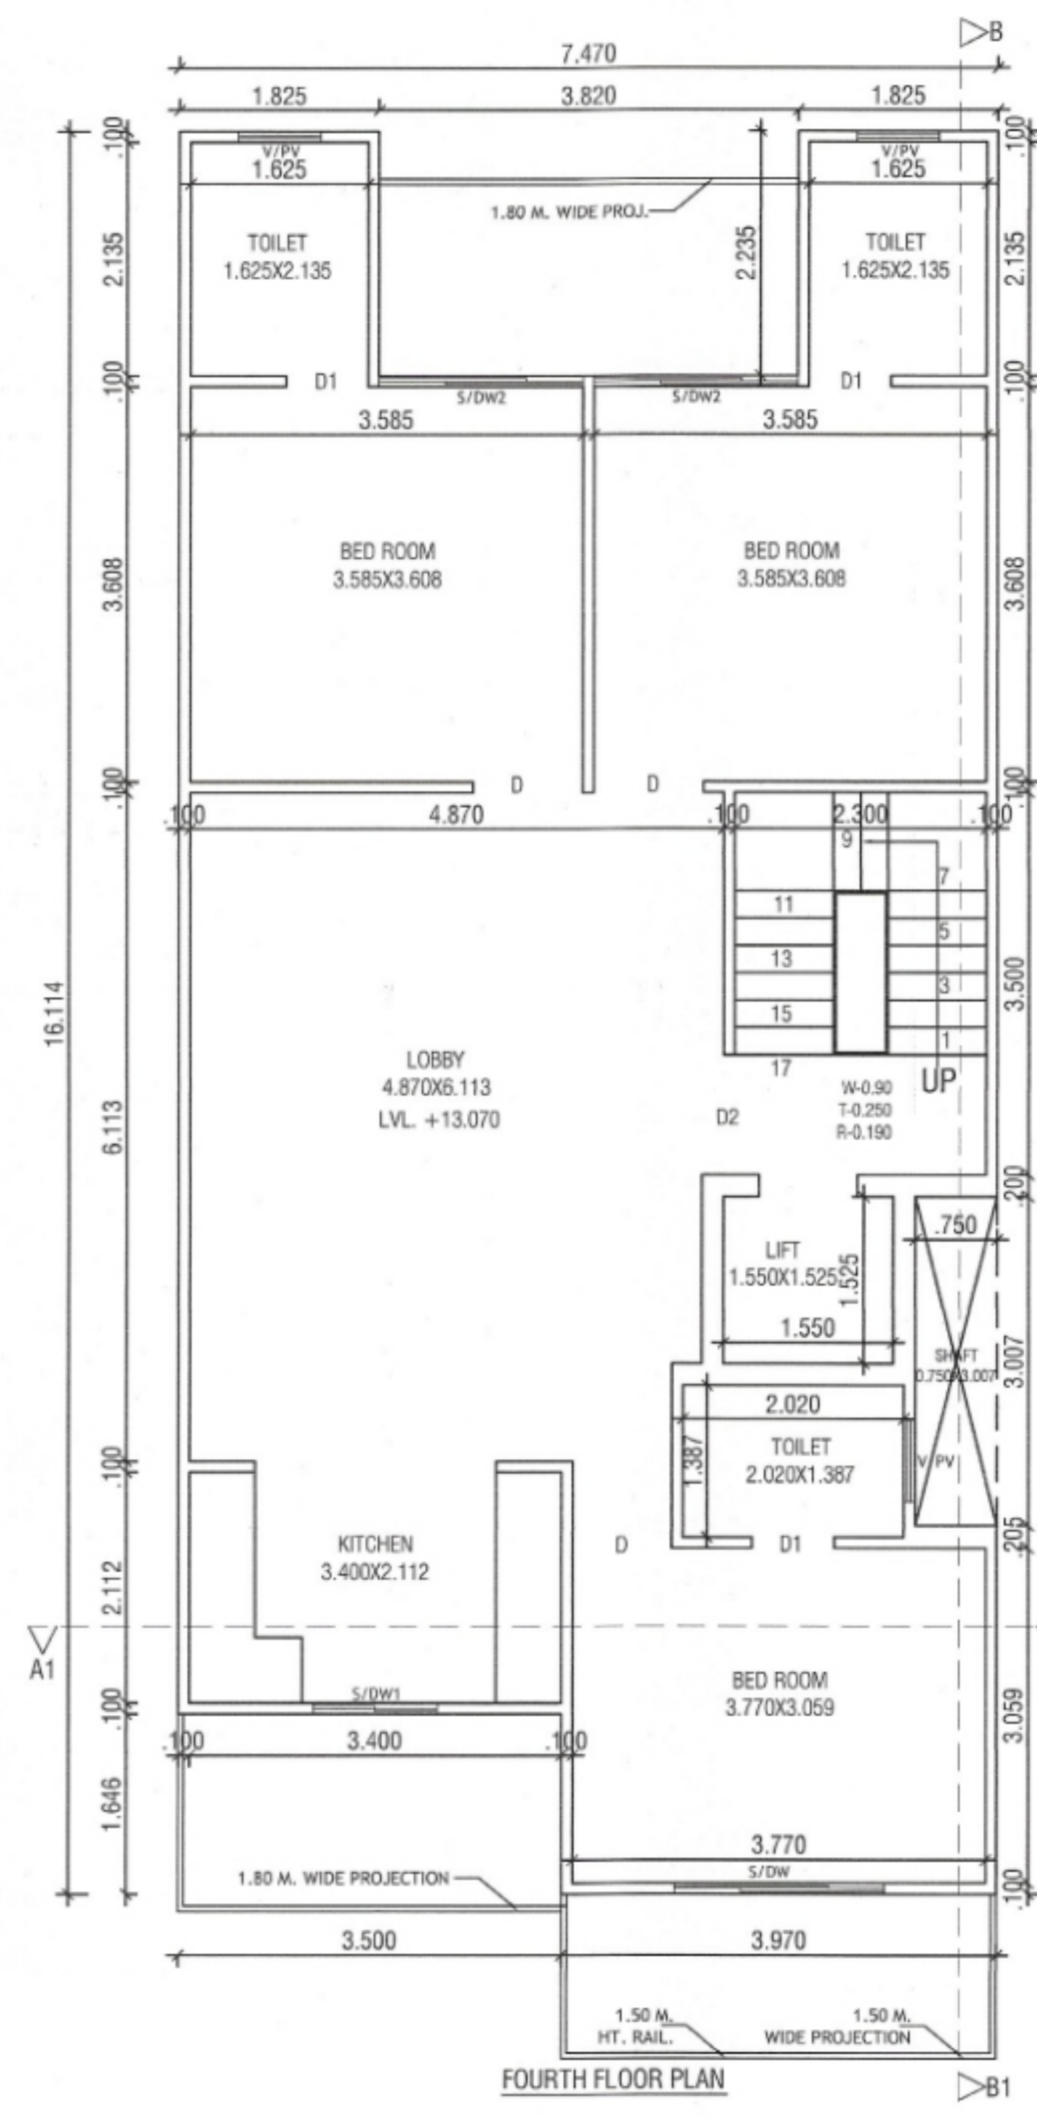 B
7.470
1.825
3.820
1.825
.100
.100
V/PV
1.625
V/PV
1.625
1.80 M. WIDE PROJ.
2.135
TOILET
1.625X2.135
2.235
TOILET
1.625X2.135
2.135
.100
D1
S/DW2
S/DW2
D1
.100
3.585
3.585
3.608
BED ROOM
3.585X3.608
BED ROOM
3.585X3.608
3.608
.100
D
D
.100
.100
4.870
.100
2.300
.100
9
7
11
5
13
3
15
1
17
UP
3.500
16.114
6.113
LOBBY
4.870X6.113
LVL. +13.070
D2
W-0.90
T-0.250
R-0.190
.200
.750
LIFT
1.550X1.525
1.525
1.550
SHAFT
0.750X3.007
3.007
2.020
1.387
TOILET
2.020X1.387
V/PV
.100
KITCHEN
3.400X2.112
D
D1
.205
2.112
A1
BED ROOM
3.770X3.059
3.059
S/DW1
.100
.100
3.400
.100
1.646
3.770
S/DW
.100
1.80 M. WIDE PROJECTION
3.500
3.970
1.50 M.
HT. RAIL.
1.50 M.
WIDE PROJECTION
FOURTH FLOOR PLAN
B1